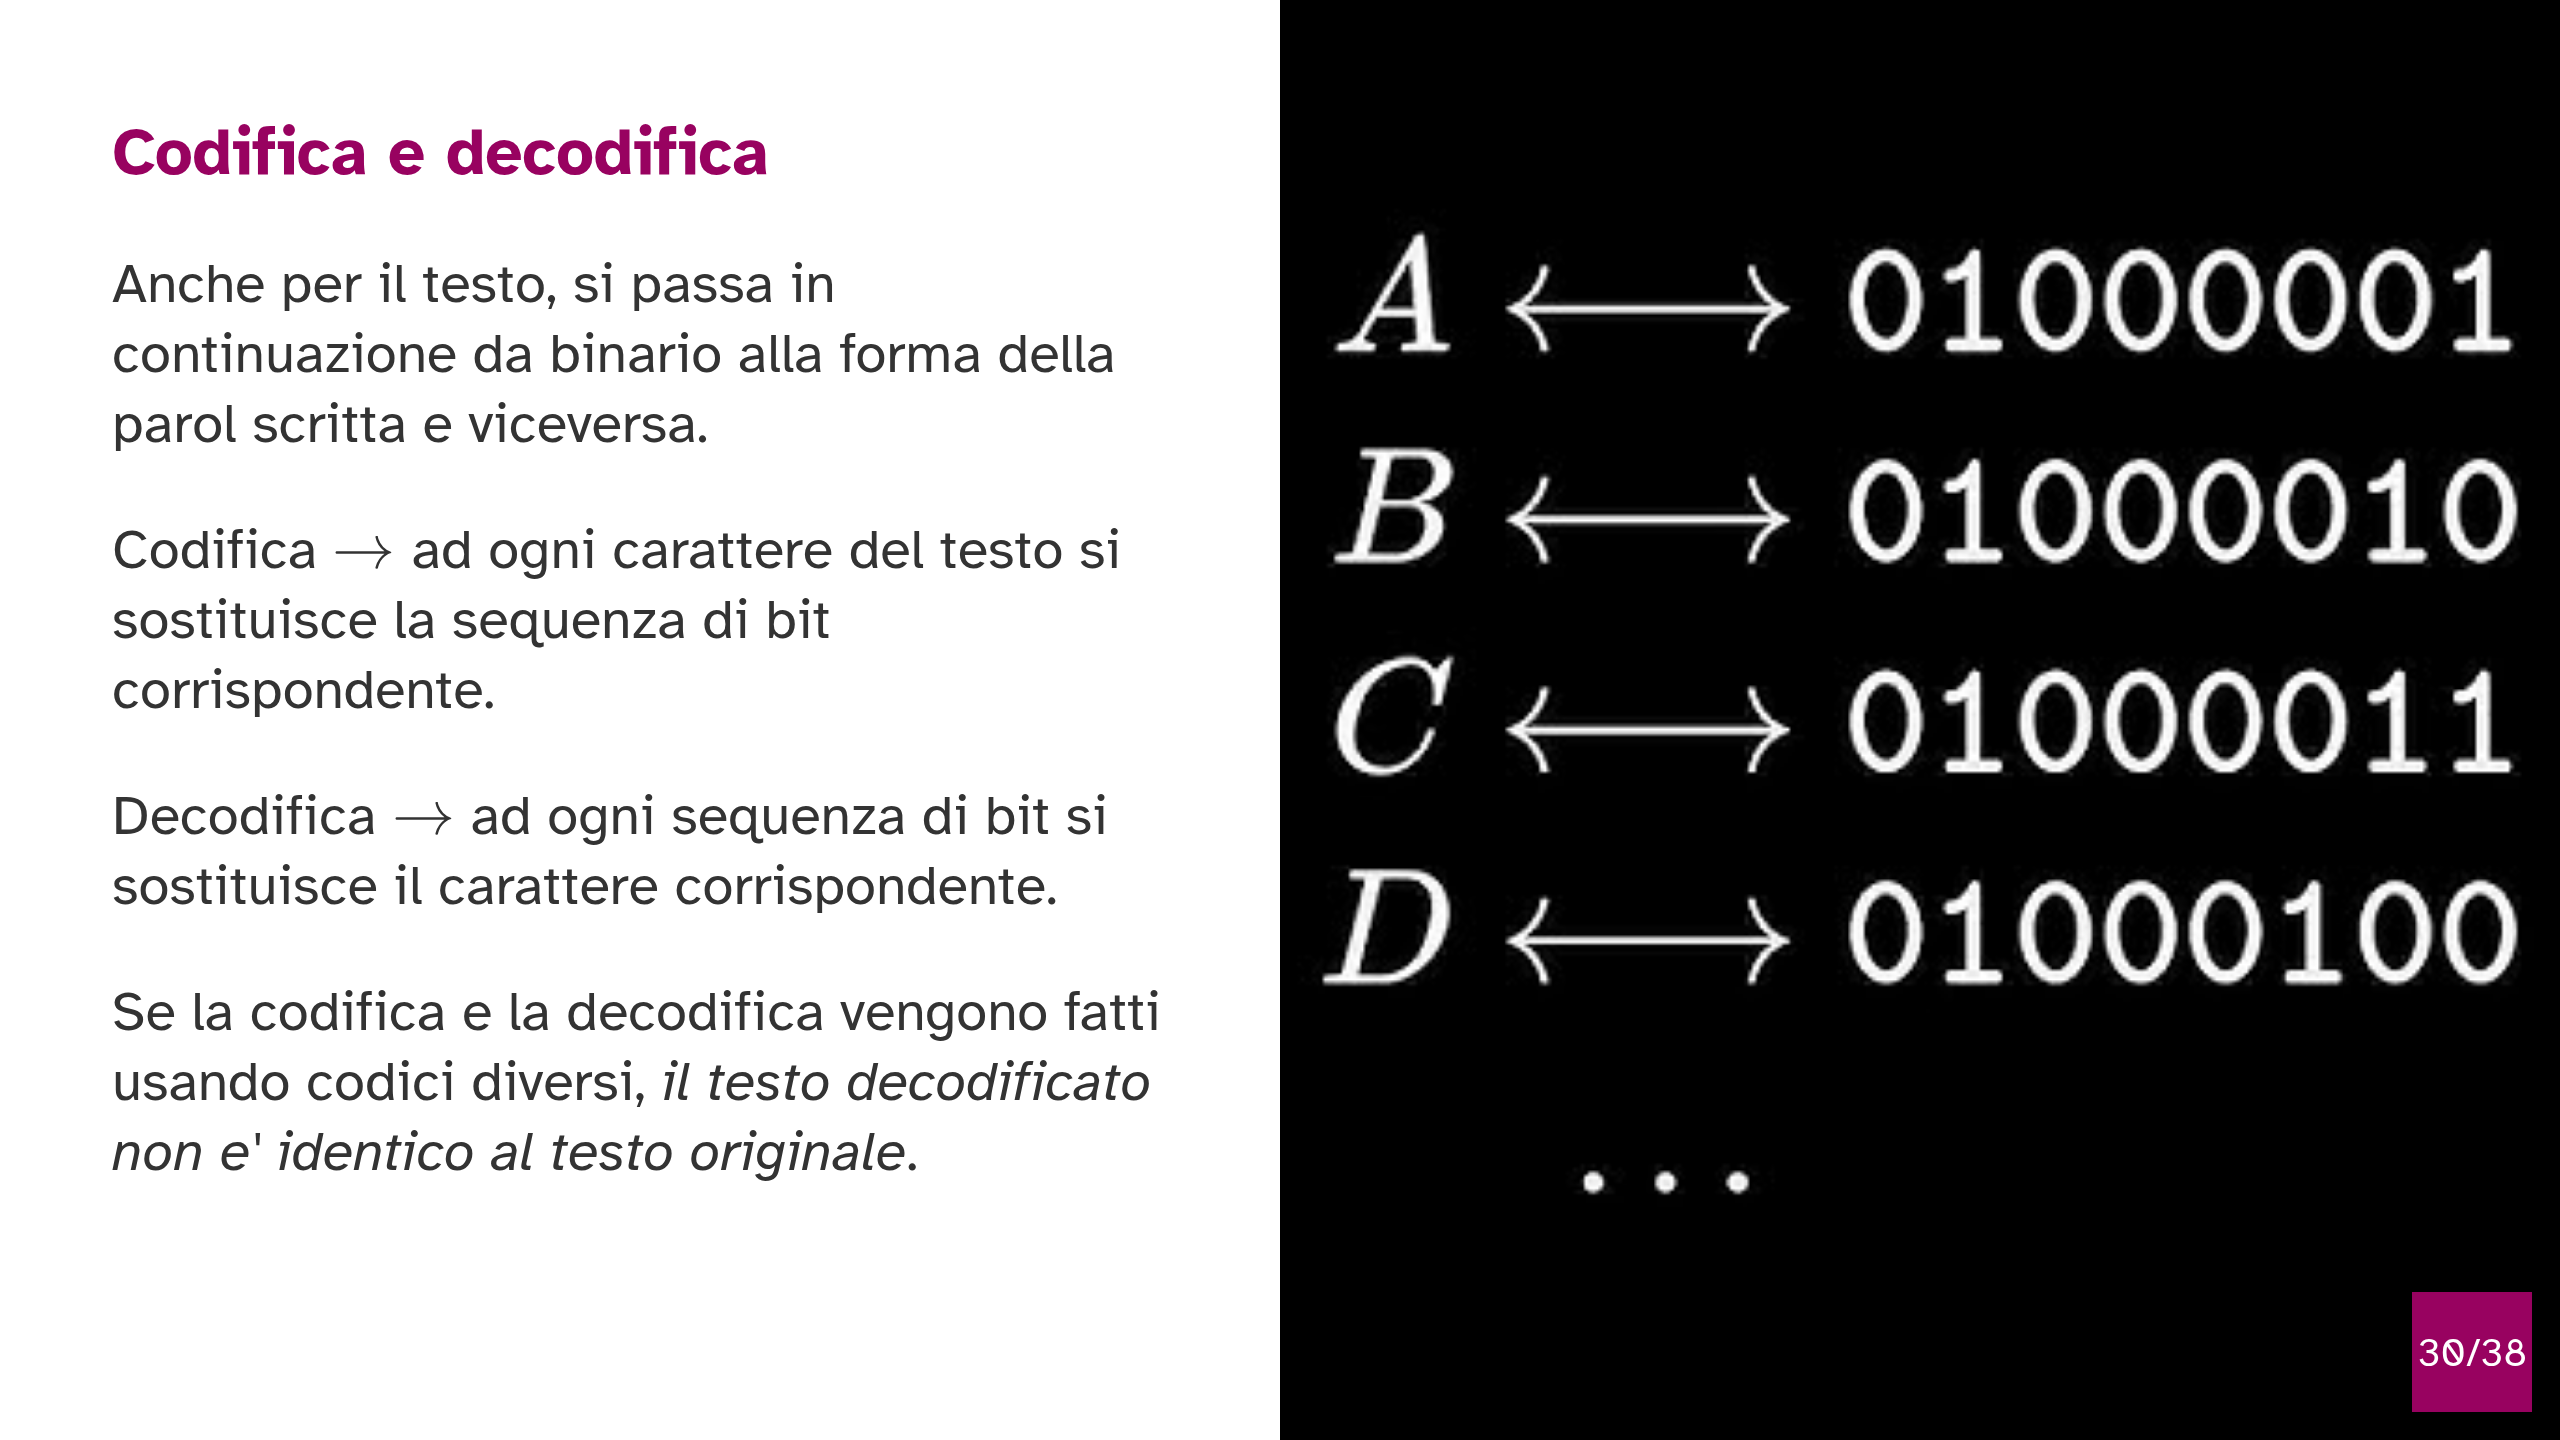 Codifica e decodifica
Anche per il testo, si passa in
continuazione da binario alla forma della
parol scritta e viceversa.
Codifica → ad ogni carattere del testo si
sostituisce la sequenza di bit
corrispondente.
Decodifica → ad ogni sequenza di bit si
sostituisce il carattere corrispondente.
Se la codifica e la decodifica vengono fatti
usando codici diversi, il testo decodificato
non e' identico al testo originale.
A ⟷ 01000001
B ⟷ 01000010
C ⟷ 01000011
D ⟷ 01000100
...
30/38